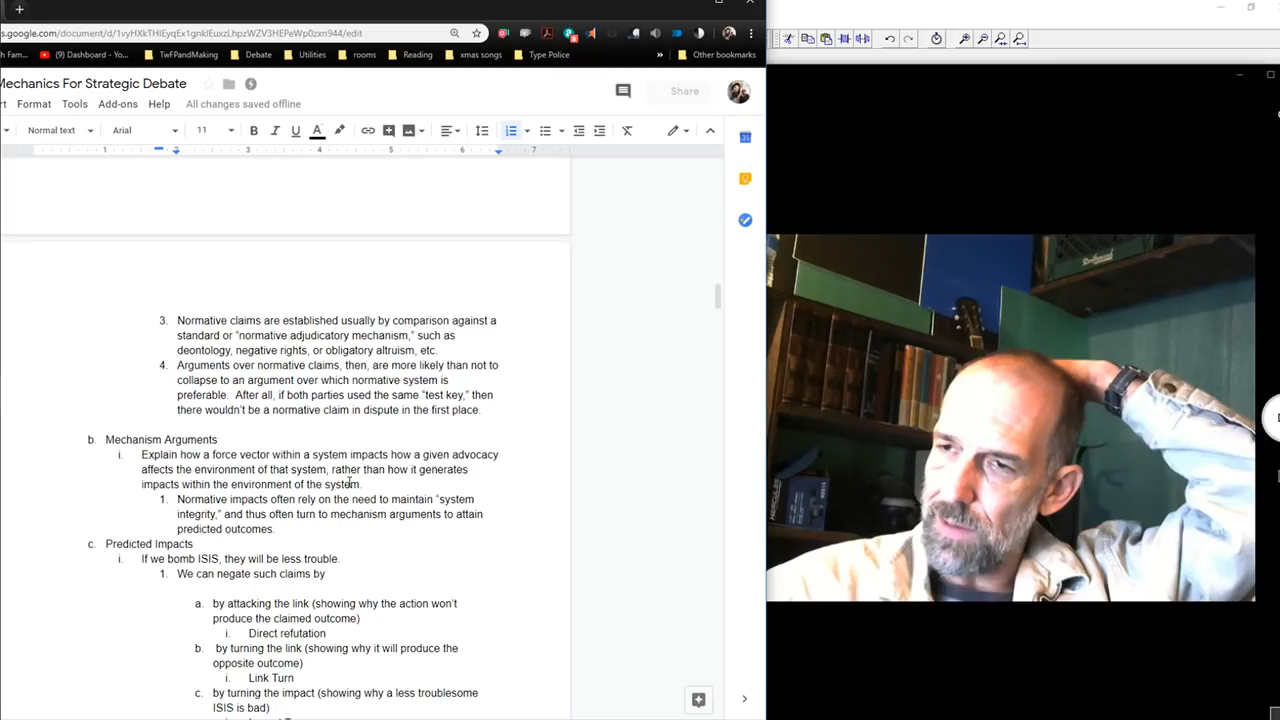 s.google.com/document/d/1vyHXkTHlEyqEx1gnklEuxzLhpzWZV3HEPeWp0zxn944/edit
h Fam...
(9) Dashboard - Yo...
TwFPandMaking
Debate
Utilities
rooms
Reading
xmas songs
Type Police
»
Other bookmarks
Mechanics For Strategic Debate
Share
rt Format Tools Add-ons Help All changes saved offline
Normal text Arial 11 B I U A
1 2 3 4 5 6 7
3. Normative claims are established usually by comparison against a
standard or “normative adjudicatory mechanism,” such as
deontology, negative rights, or obligatory altruism, etc.
4. Arguments over normative claims, then, are more likely than not to
collapse to an argument over which normative system is
preferable. After all, if both parties used the same “test key,” then
there wouldn’t be a normative claim in dispute in the first place.
b. Mechanism Arguments
i. Explain how a force vector within a system impacts how a given advocacy
affects the environment of that system, rather than how it generates
impacts within the environment of the system.
1. Normative impacts often rely on the need to maintain “system
integrity,” and thus often turn to mechanism arguments to attain
predicted outcomes.
c. Predicted Impacts
i. If we bomb ISIS, they will be less trouble.
1. We can negate such claims by
a. by attacking the link (showing why the action won’t
produce the claimed outcome)
i. Direct refutation
b. by turning the link (showing why it will produce the
opposite outcome)
i. Link Turn
c. by turning the impact (showing why a less troublesome
ISIS is bad)
HERCULES